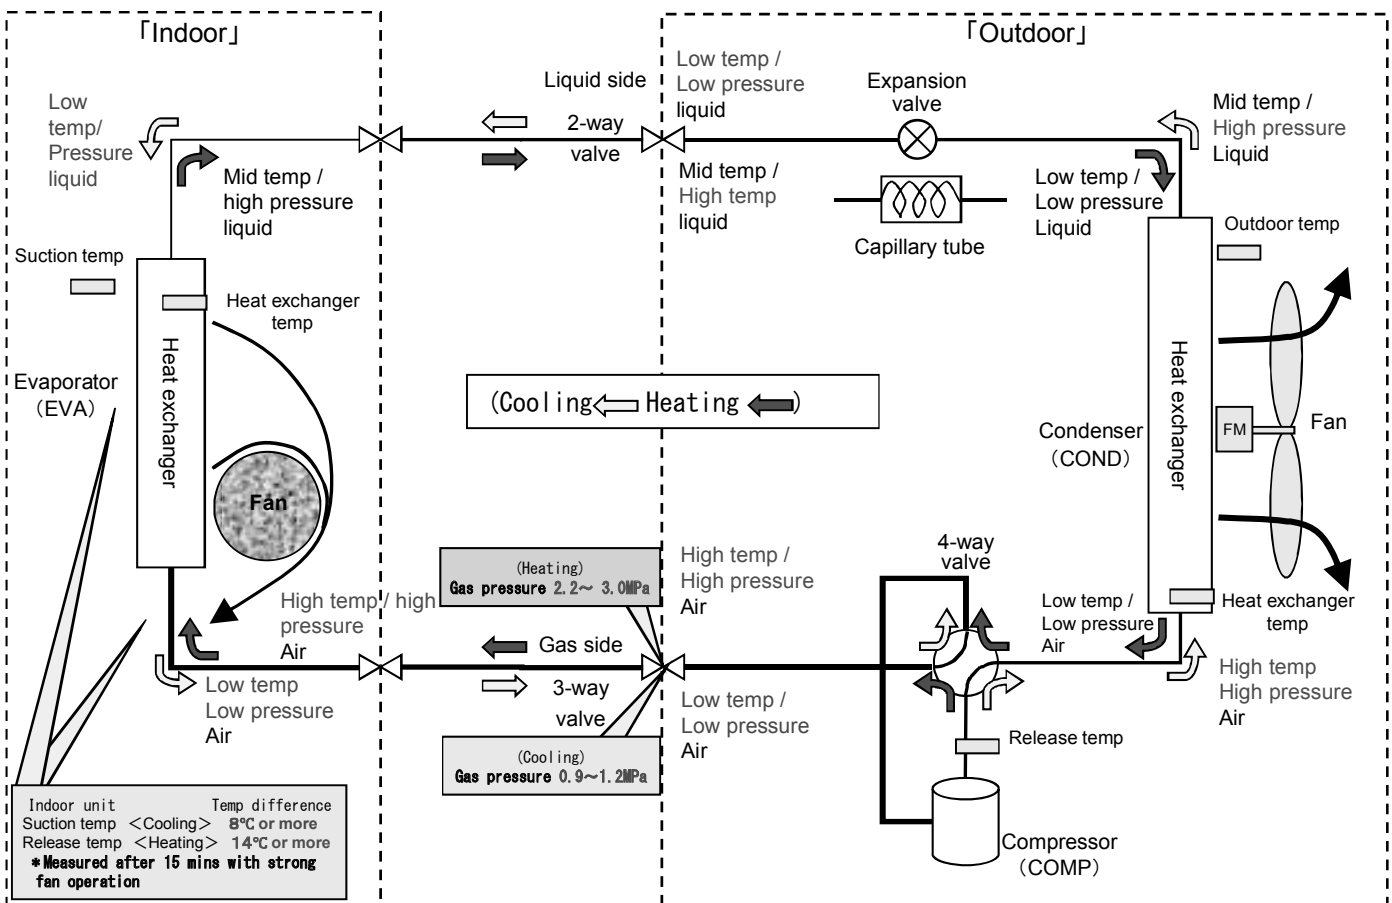 「Indoor」
「Outdoor」
Low
temp/
Pressure
liquid
Mid temp /
high pressure
liquid
Liquid side
2-way
valve
Low temp /
Low pressure
liquid
Mid temp /
High temp
liquid
Expansion
valve
Capillary tube
Mid temp /
High pressure
Liquid
Low temp /
Low pressure
Liquid
Suction temp
Heat exchanger
temp
Heat exchanger
Evaporator
（EVA）
Fan
(Cooling Heating )
Outdoor temp
Heat exchanger
Condenser
（COND）
FM
Fan
(Heating)
Gas pressure 2.2～ 3.0MPa
High temp /
High pressure
Air
4-way
valve
Low temp /
Low pressure
Air
Heat exchanger
temp
High temp / high
pressure
Air
Gas side
3-way
valve
Low temp
Low pressure
Air
Low temp /
Low pressure
Air
High temp
High pressure
Air
(Cooling)
Gas pressure 0.9～1.2MPa
Release temp
Compressor
（COMP）
Indoor unit Temp difference
Suction temp ＜Cooling＞ 8℃ or more
Release temp ＜Heating＞ 14℃ or more
＊Measured after 15 mins with strong
fan operation